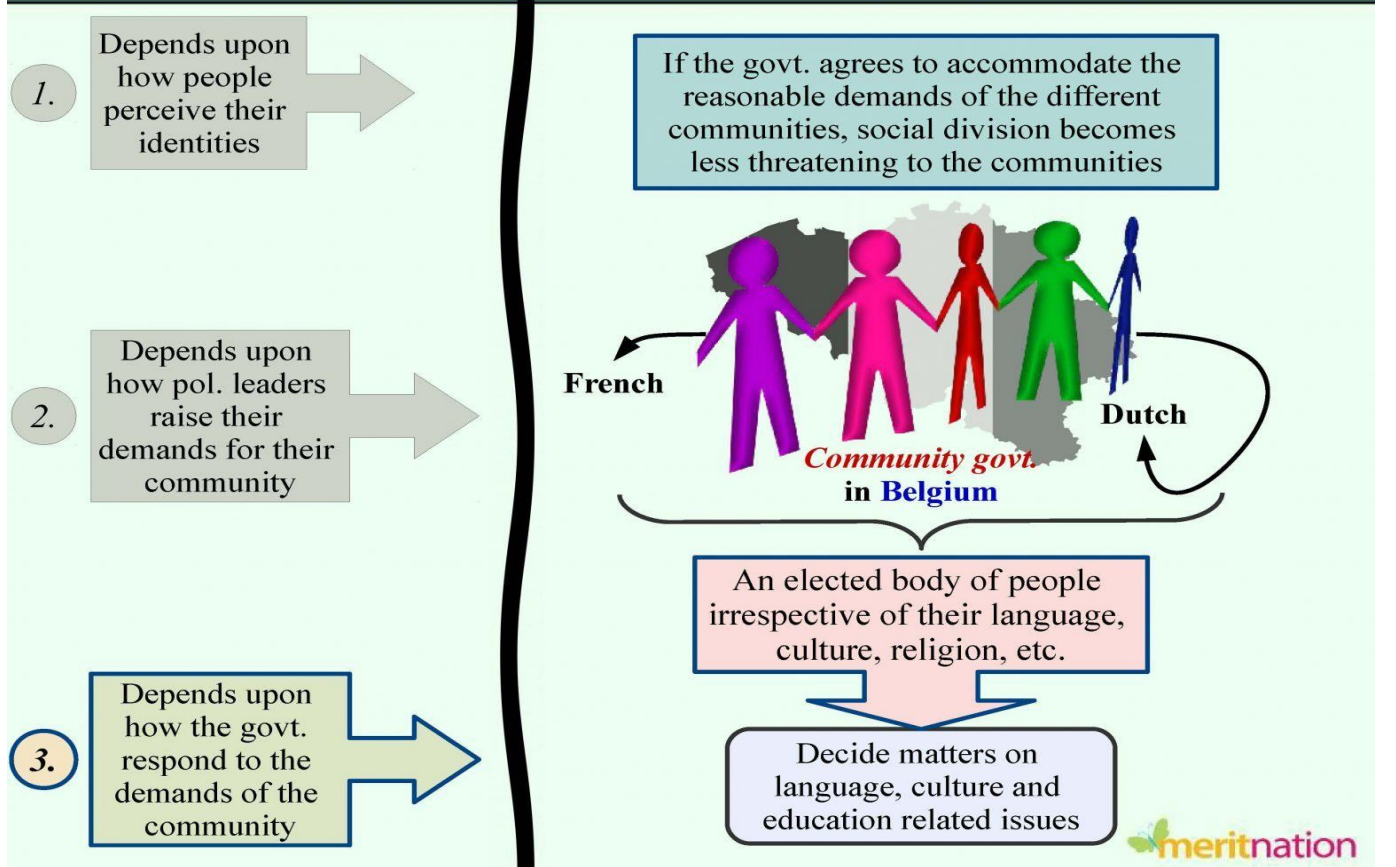 1.
Depends upon
how people
perceive their
identities
2.
Depends upon
how pol. leaders
raise their
demands for their
community
3.
Depends upon
how the govt.
respond to the
demands of the
community
If the govt. agrees to accommodate the
reasonable demands of the different
communities, social division becomes
less threatening to the communities
French
Dutch
Community govt.
in Belgium
An elected body of people
irrespective of their language,
culture, religion, etc.
Decide matters on
language, culture and
education related issues
meritnation